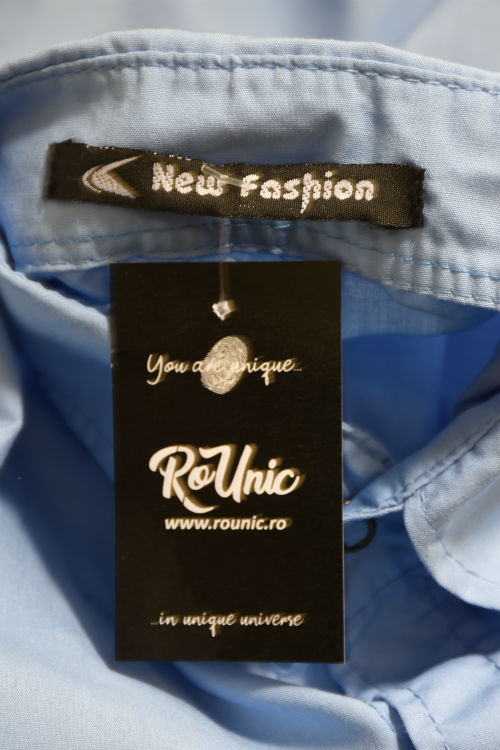 New Fashion
You are unique...
RoUnic
www.rounic.ro
...in unique universe